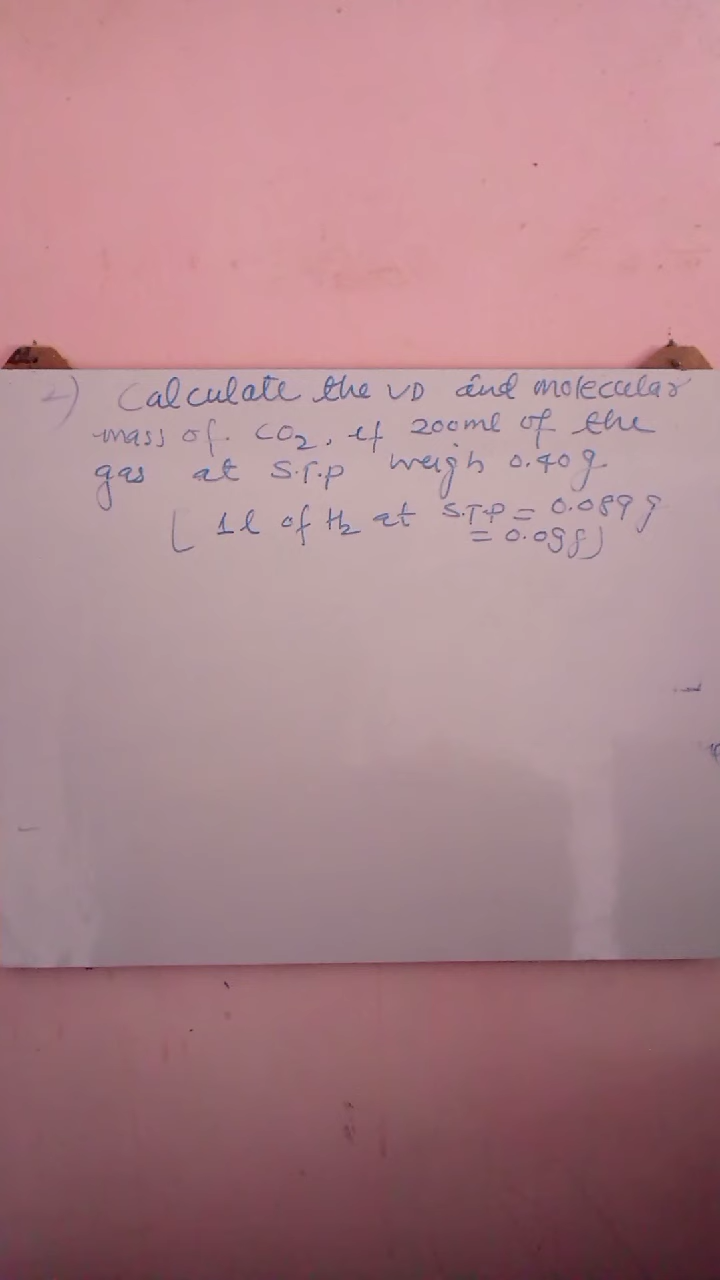 2) Calculate the VD and molecular
mass of CO2, if 200ml of the
gas at S.T.P weigh 0.40g
( 1l of H2 at S.T.P = 0.089g
= 0.09g)